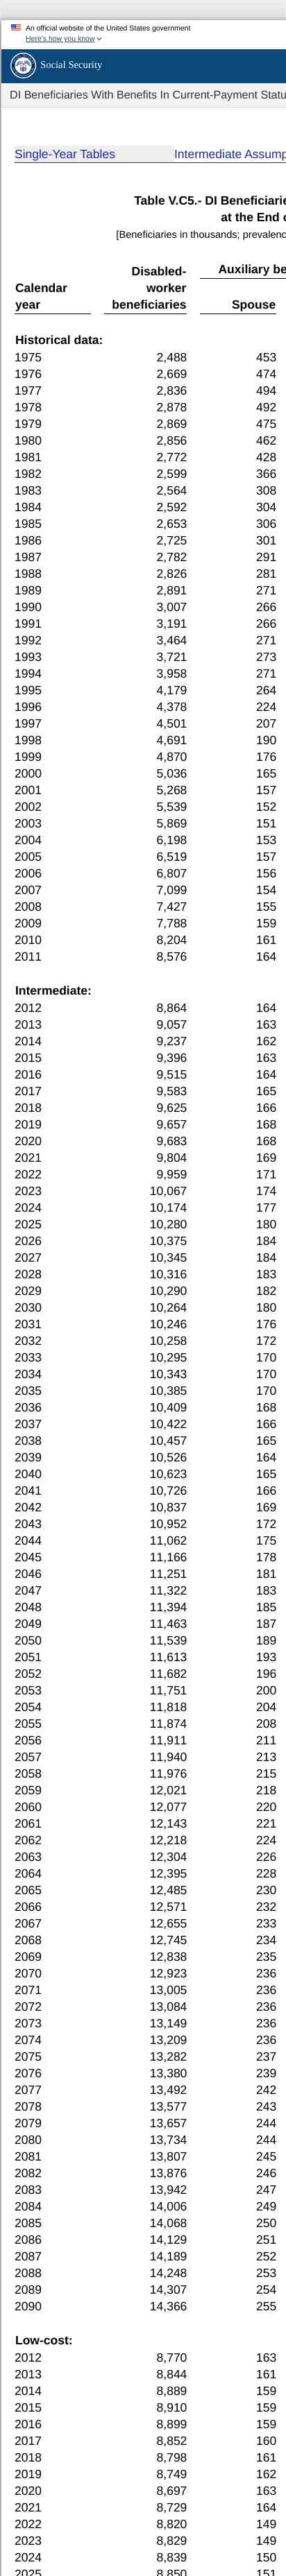 An official website of the United States government
Here's how you know
Social Security
DI Beneficiaries With Benefits In Current-Payment Statu
Single-Year Tables Intermediate Assump
Table V.C5.- DI Beneficiarie
at the End o
[Beneficiaries in thousands; prevalenc
Disabled- Auxiliary be
Calendar worker
year beneficiaries Spouse
Historical data:
1975 2,488 453
1976 2,669 474
1977 2,836 494
1978 2,878 492
1979 2,869 475
1980 2,856 462
1981 2,772 428
1982 2,599 366
1983 2,564 308
1984 2,592 304
1985 2,653 306
1986 2,725 301
1987 2,782 291
1988 2,826 281
1989 2,891 271
1990 3,007 266
1991 3,191 266
1992 3,464 271
1993 3,721 273
1994 3,958 271
1995 4,179 264
1996 4,378 224
1997 4,501 207
1998 4,691 190
1999 4,870 176
2000 5,036 165
2001 5,268 157
2002 5,539 152
2003 5,869 151
2004 6,198 153
2005 6,519 157
2006 6,807 156
2007 7,099 154
2008 7,427 155
2009 7,788 159
2010 8,204 161
2011 8,576 164
Intermediate:
2012 8,864 164
2013 9,057 163
2014 9,237 162
2015 9,396 163
2016 9,515 164
2017 9,583 165
2018 9,625 166
2019 9,657 168
2020 9,683 168
2021 9,804 169
2022 9,959 171
2023 10,067 174
2024 10,174 177
2025 10,280 180
2026 10,375 184
2027 10,345 184
2028 10,316 183
2029 10,290 182
2030 10,264 180
2031 10,246 176
2032 10,258 172
2033 10,295 170
2034 10,343 170
2035 10,385 170
2036 10,409 168
2037 10,422 166
2038 10,457 165
2039 10,526 164
2040 10,623 165
2041 10,726 166
2042 10,837 169
2043 10,952 172
2044 11,062 175
2045 11,166 178
2046 11,251 181
2047 11,322 183
2048 11,394 185
2049 11,463 187
2050 11,539 189
2051 11,613 193
2052 11,682 196
2053 11,751 200
2054 11,818 204
2055 11,874 208
2056 11,911 211
2057 11,940 213
2058 11,976 215
2059 12,021 218
2060 12,077 220
2061 12,143 221
2062 12,218 224
2063 12,304 226
2064 12,395 228
2065 12,485 230
2066 12,571 232
2067 12,655 233
2068 12,745 234
2069 12,838 235
2070 12,923 236
2071 13,005 236
2072 13,084 236
2073 13,149 236
2074 13,209 236
2075 13,282 237
2076 13,380 239
2077 13,492 242
2078 13,577 243
2079 13,657 244
2080 13,734 244
2081 13,807 245
2082 13,876 246
2083 13,942 247
2084 14,006 249
2085 14,068 250
2086 14,129 251
2087 14,189 252
2088 14,248 253
2089 14,307 254
2090 14,366 255
Low-cost:
2012 8,770 163
2013 8,844 161
2014 8,889 159
2015 8,910 159
2016 8,899 159
2017 8,852 160
2018 8,798 161
2019 8,749 162
2020 8,697 163
2021 8,729 164
2022 8,820 149
2023 8,829 149
2024 8,839 150
2025 8,850 151